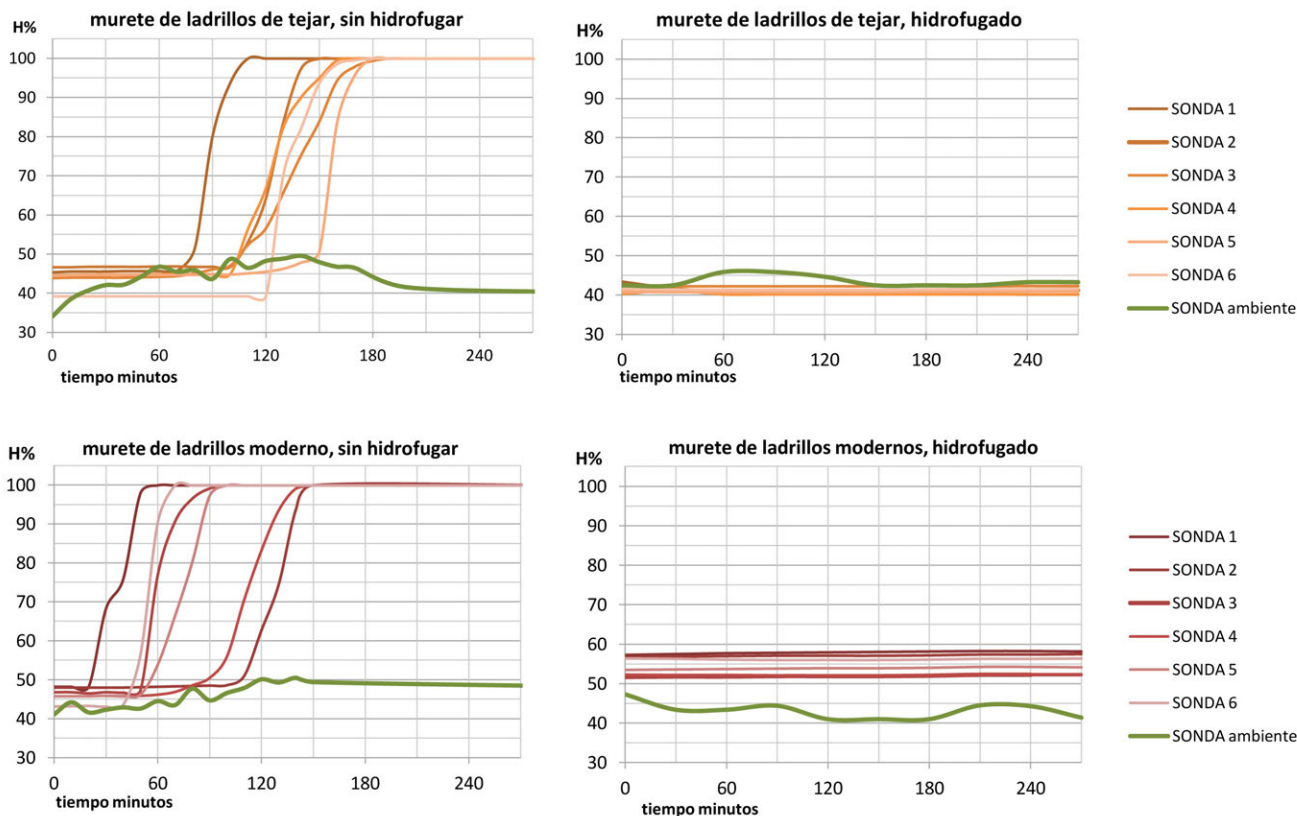 murete de ladrillos de tejar, sin hidrofugar
H%
100
90
80
70
60
50
40
30
0 60 120 180 240
tiempo minutos
murete de ladrillos de tejar, hidrofugado
H%
100
90
80
70
60
50
40
30
0 60 120 180 240
tiempo minutos
SONDA 1
SONDA 2
SONDA 3
SONDA 4
SONDA 5
SONDA 6
SONDA ambiente
murete de ladrillos moderno, sin hidrofugar
H%
100
90
80
70
60
50
40
30
0 60 120 180 240
tiempo minutos
murete de ladrillos modernos, hidrofugado
H%
100
90
80
70
60
50
40
30
0 60 120 180 240
tiempo minutos
SONDA 1
SONDA 2
SONDA 3
SONDA 4
SONDA 5
SONDA 6
SONDA ambiente